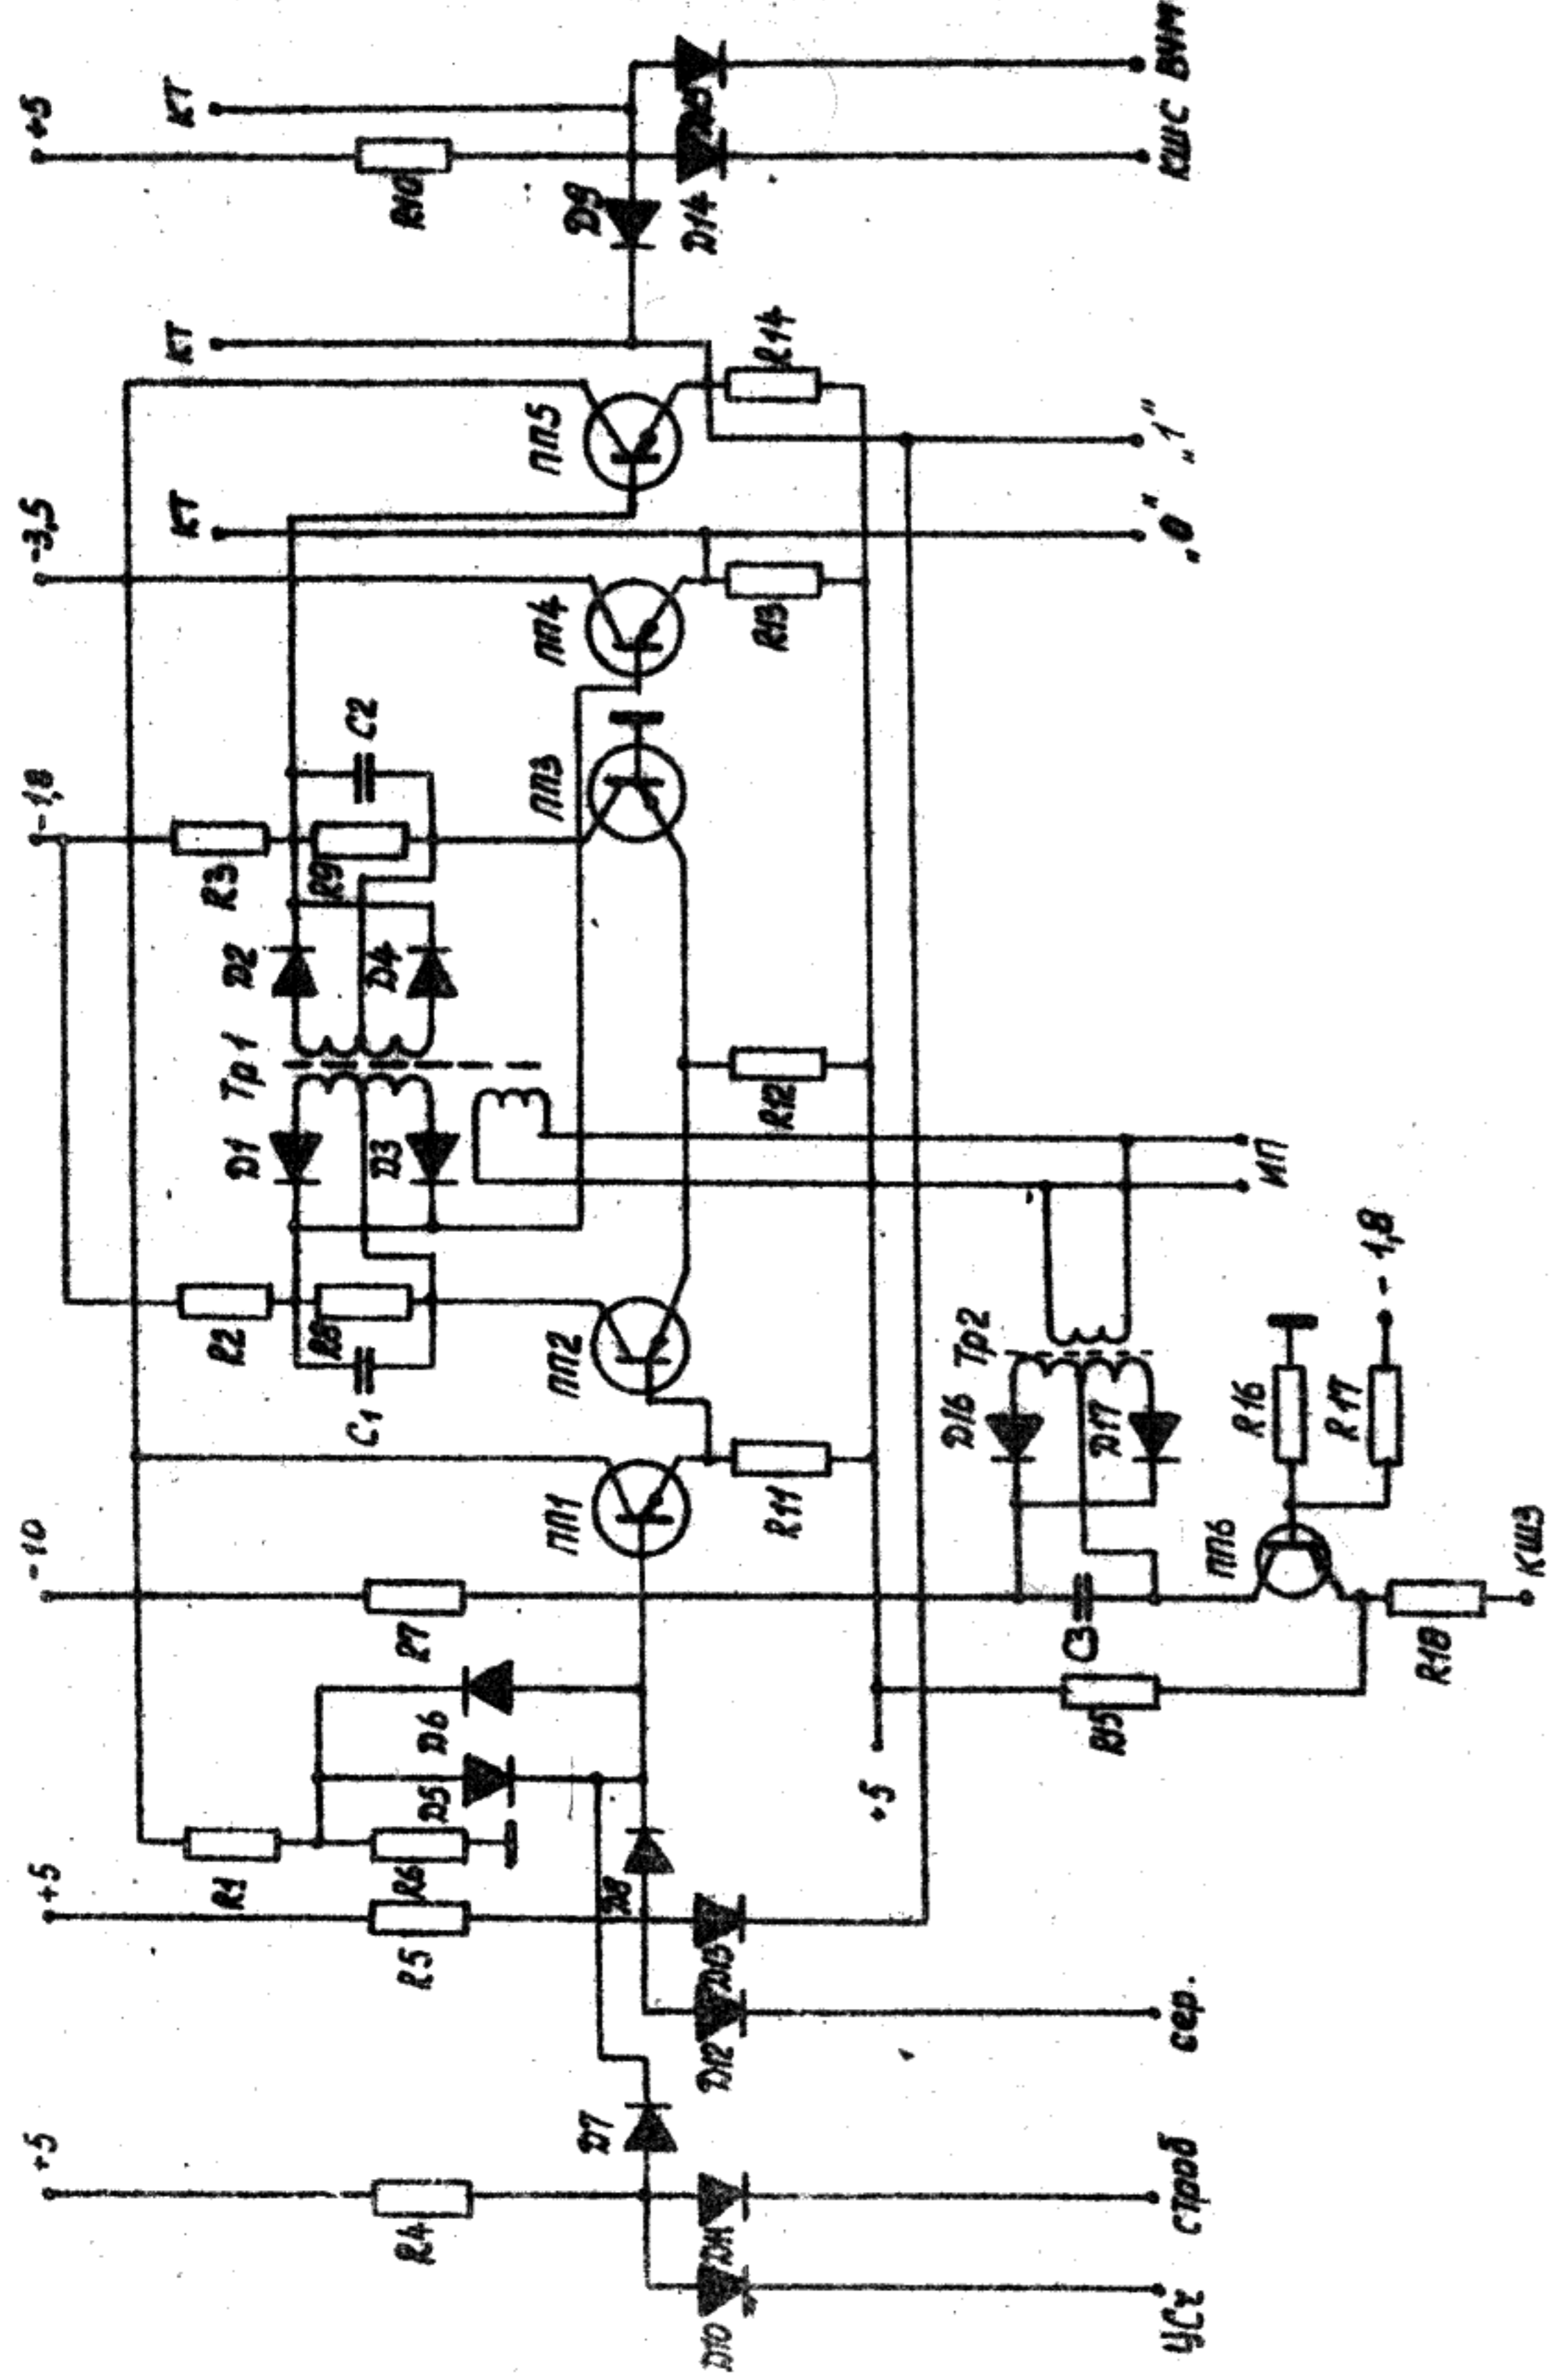 +5
+5
-10
-1,8
-3,5
+5
КТ
КТ
КТ
R4
R5
R1
R6
D5
D6
R7
R2
R8
C1
D1
D3
Тр1
D2
D4
R3
R9
C2
R10
D7
D8
ПП1
ПП2
ПП3
ПП4
ПП5
D9
D10
D11
D12
D13
R11
R12
R13
R14
D14
D15
+5
R15
C3
D16
D17
Тр2
ПП6
R16
R17
-1,8
R18
КШЗ
ЦСч
строб
сер.
ИП
„0"
„1"
КШС
ВЧМ